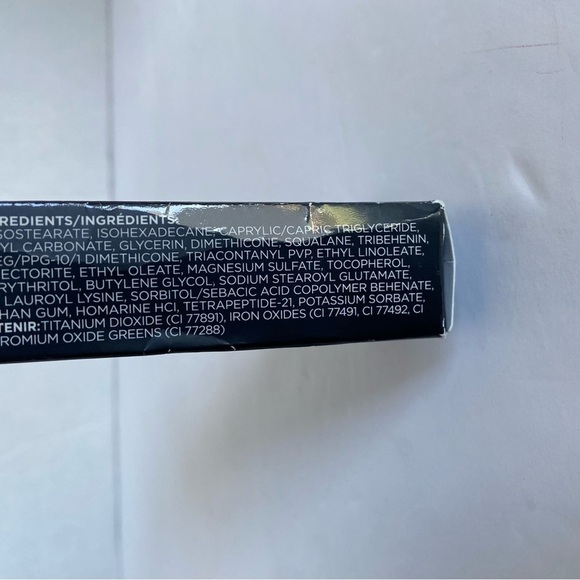 REDIENTS/INGRÉDIENTS:
SOSTEARATE, ISOHEXADECANE, CAPRYLIC/CAPRIC TRIGLYCERIDE,
YL CARBONATE, GLYCERIN, DIMETHICONE, SQUALANE, TRIBEHENIN,
EG/PPG-10/1 DIMETHICONE, TRIACONTANYL PVP, ETHYL LINOLEATE,
ECTORITE, ETHYL OLEATE, MAGNESIUM SULFATE, TOCOPHEROL,
RYTHRITOL, BUTYLENE GLYCOL, SODIUM STEAROYL GLUTAMATE,
LAUROYL LYSINE, SORBITOL/SEBACIC ACID COPOLYMER BEHENATE,
HAN GUM, HOMARINE HCl, TETRAPEPTIDE-21, POTASSIUM SORBATE,
TENIR:TITANIUM DIOXIDE (CI 77891), IRON OXIDES (CI 77491, CI 77492, CI
ROMIUM OXIDE GREENS (CI 77288)